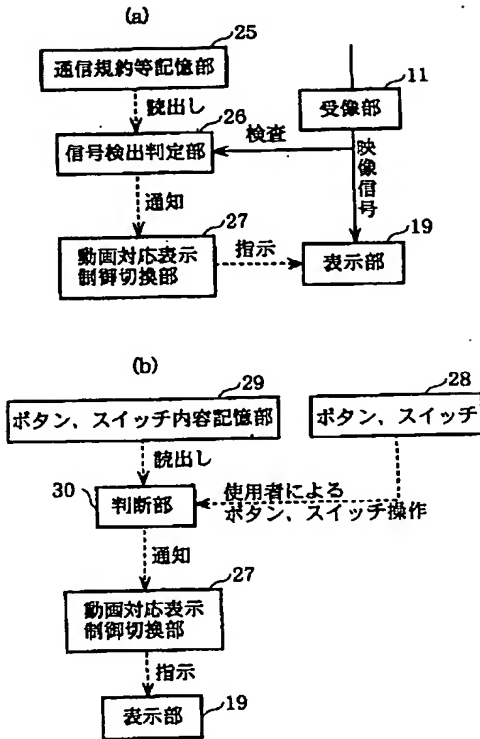 (a)
25
通信規約等記憶部
読出し
11
受像部
26
検査
信号検出判定部
映像信号
通知
27
動画対応表示
制御切換部
指示
19
表示部
(b)
29
ボタン、スイッチ内容記憶部
28
ボタン、スイッチ
読出し
30
判断部
使用者による
ボタン、スイッチ操作
通知
27
動画対応表示
制御切換部
指示
19
表示部